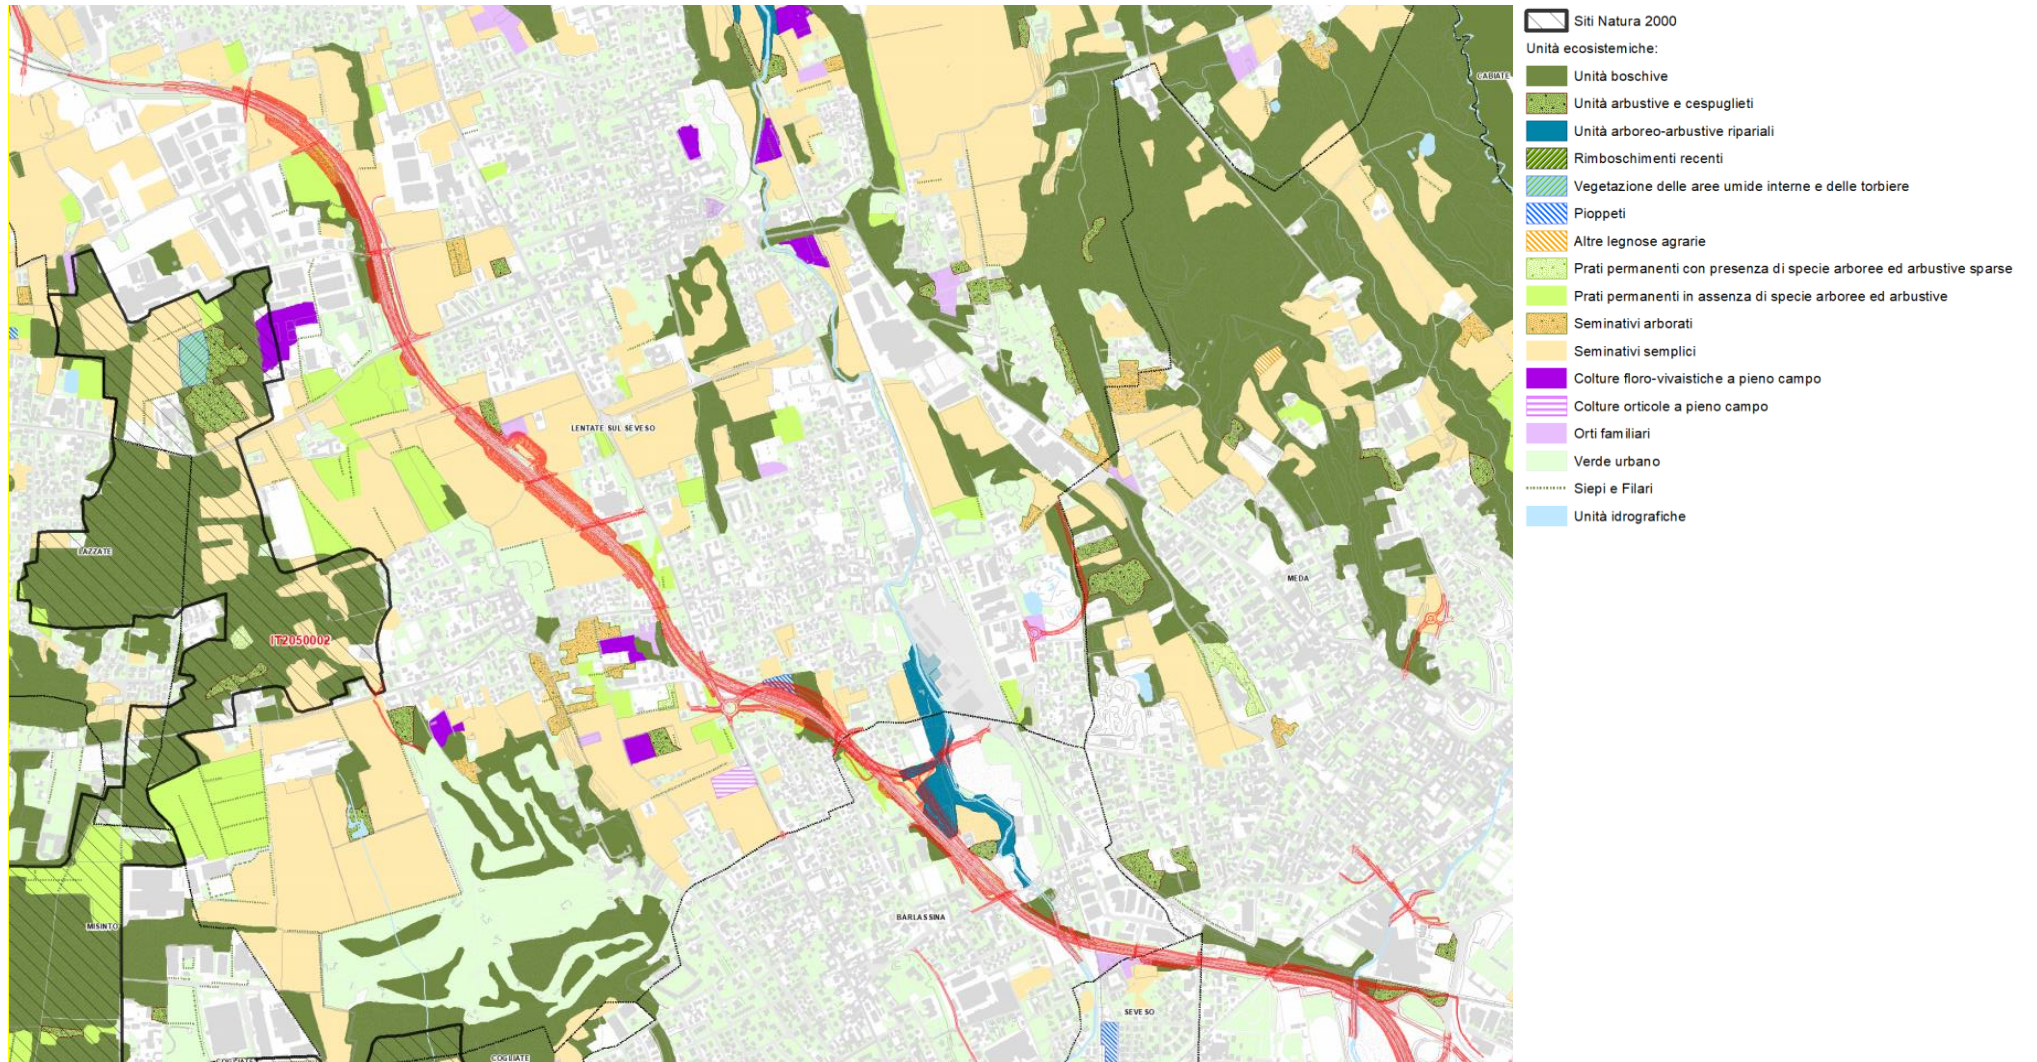 Siti Natura 2000
Unità ecosistemiche:
Unità boschive
Unità arbustive e cespuglieti
Unità arboreo-arbustive ripariali
Rimboschimenti recenti
Vegetazione delle aree umide interne e delle torbiere
Pioppeti
Altre legnose agrarie
Prati permanenti con presenza di specie arboree ed arbustive sparse
Prati permanenti in assenza di specie arboree ed arbustive
Seminativi arborati
Seminativi semplici
Colture floro-vivaistiche a pieno campo
Colture orticole a pieno campo
Orti familiari
Verde urbano
Siepi e Filari
Unità idrografiche
CABIATE
LENTATE SUL SEVESO
LAZZATE
MEDA
IT2050002
BARLASSINA
MISINTO
SEVESO
COGLIATE